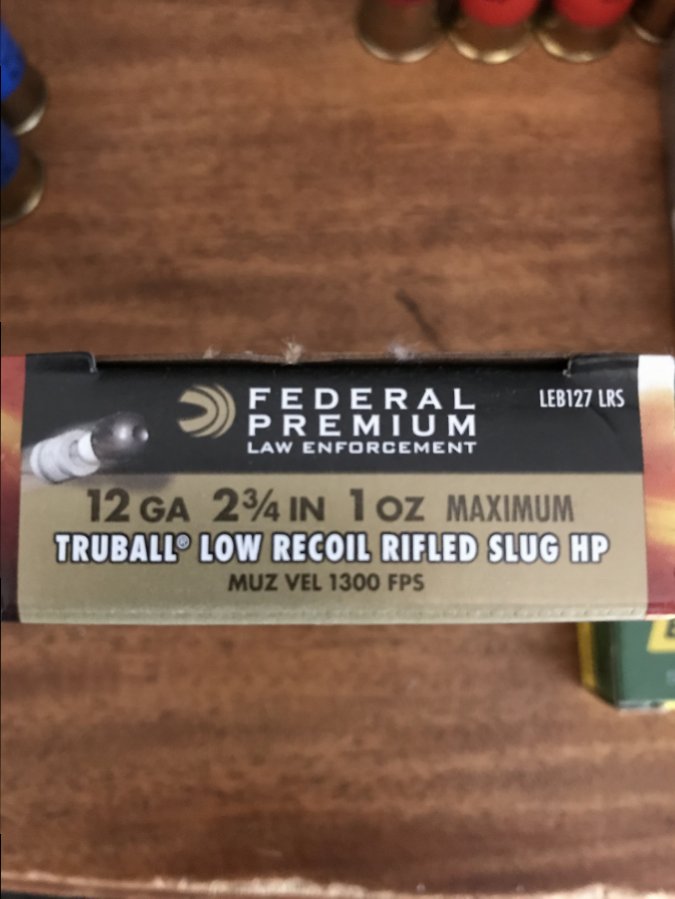 FEDERAL
PREMIUM
LAW ENFORCEMENT
LEB127 LRS
12 GA 2¾ IN 1 OZ MAXIMUM
TRUBALL® LOW RECOIL RIFLED SLUG HP
MUZ VEL 1300 FPS